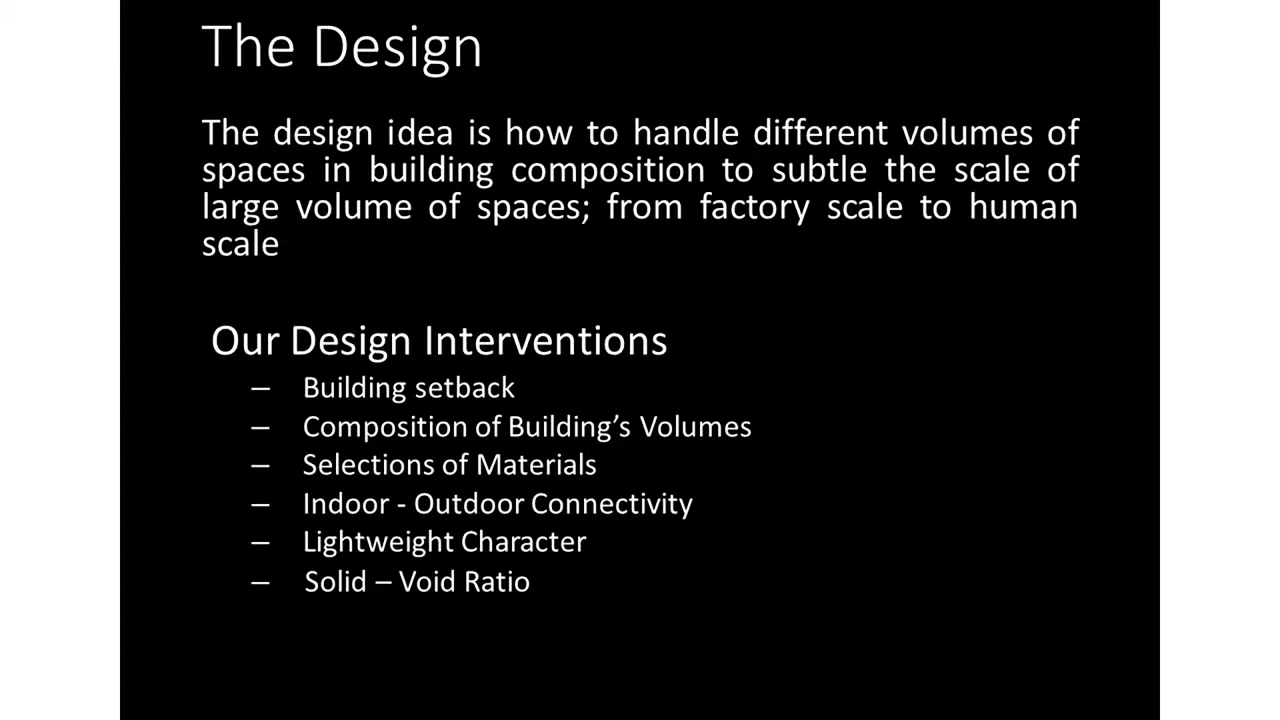 The Design
The design idea is how to handle different volumes of
spaces in building composition to subtle the scale of
large volume of spaces; from factory scale to human
scale
Our Design Interventions
– Building setback
– Composition of Building’s Volumes
– Selections of Materials
– Indoor - Outdoor Connectivity
– Lightweight Character
– Solid – Void Ratio